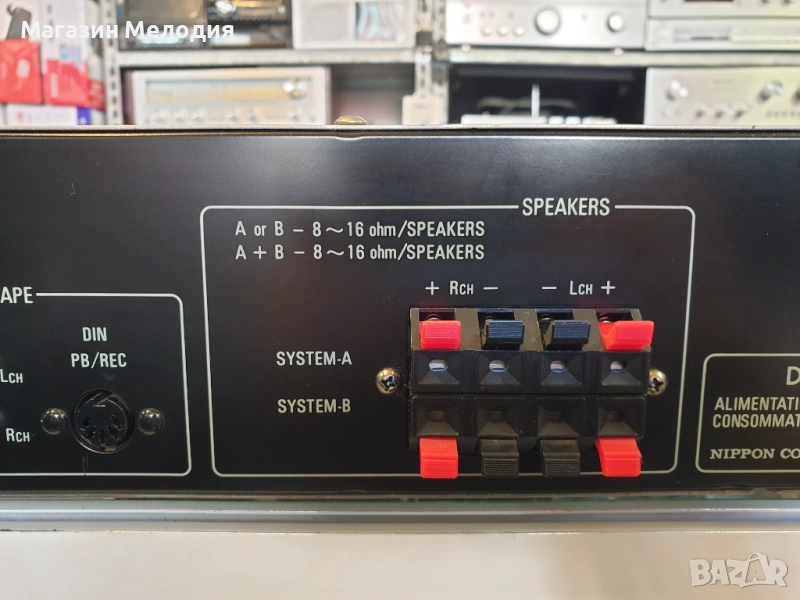 Магазин Мелодия
SPEAKERS
A or B – 8 ~ 16 ohm/SPEAKERS
A + B – 8 ~ 16 ohm/SPEAKERS
+ RCH – – LCH +
APE
DIN
PB/REC
LCH
RCH
SYSTEM-A
SYSTEM-B
D
ALIMENTATI
CONSOMMAT
NIPPON CO
BAZAR